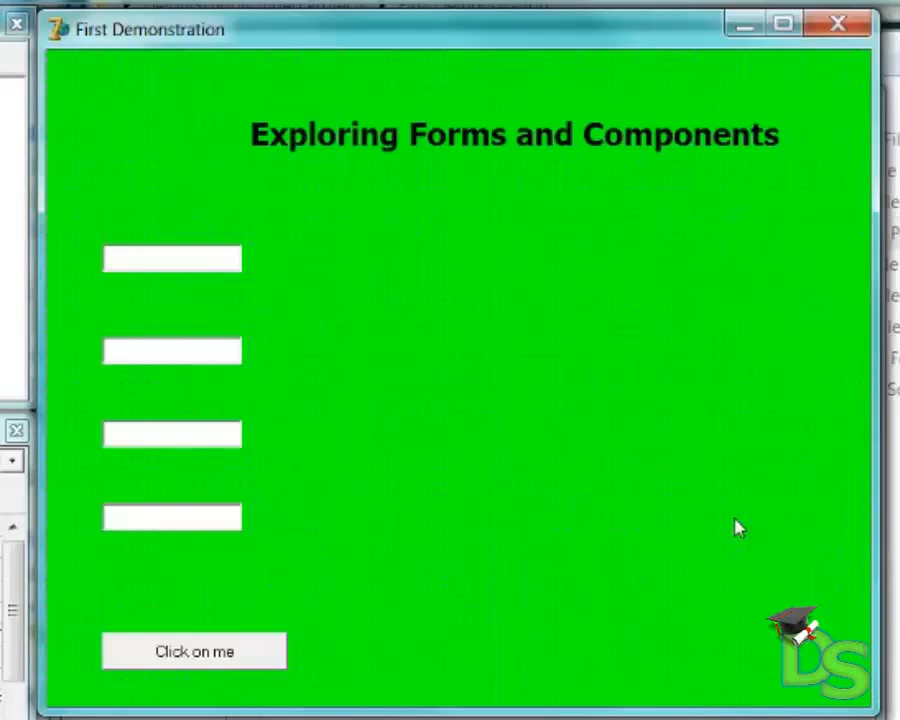 First Demonstration
Exploring Forms and Components
Click on me
DS